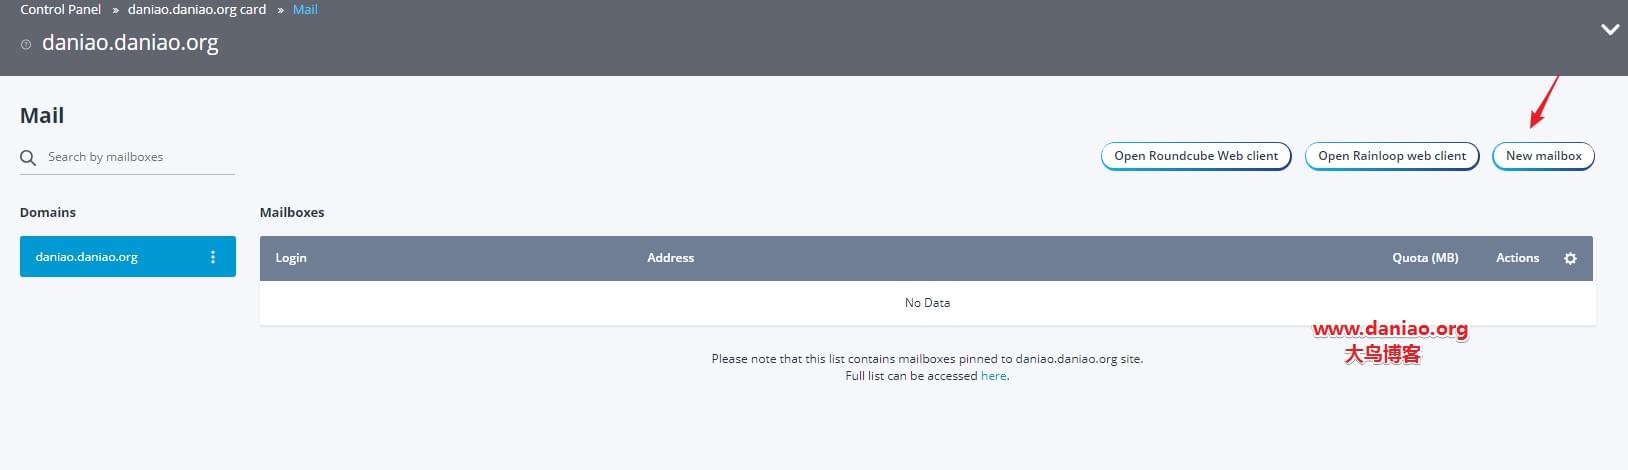 Control Panel » daniao.daniao.org card » Mail
daniao.daniao.org
Mail
Search by mailboxes
Open Roundcube Web client
Open Rainloop web client
New mailbox
Domains
Mailboxes
daniao.daniao.org
Login Address Quota (MB) Actions
No Data
www.daniao.org
大鸟博客
Please note that this list contains mailboxes pinned to daniao.daniao.org site.
Full list can be accessed here.